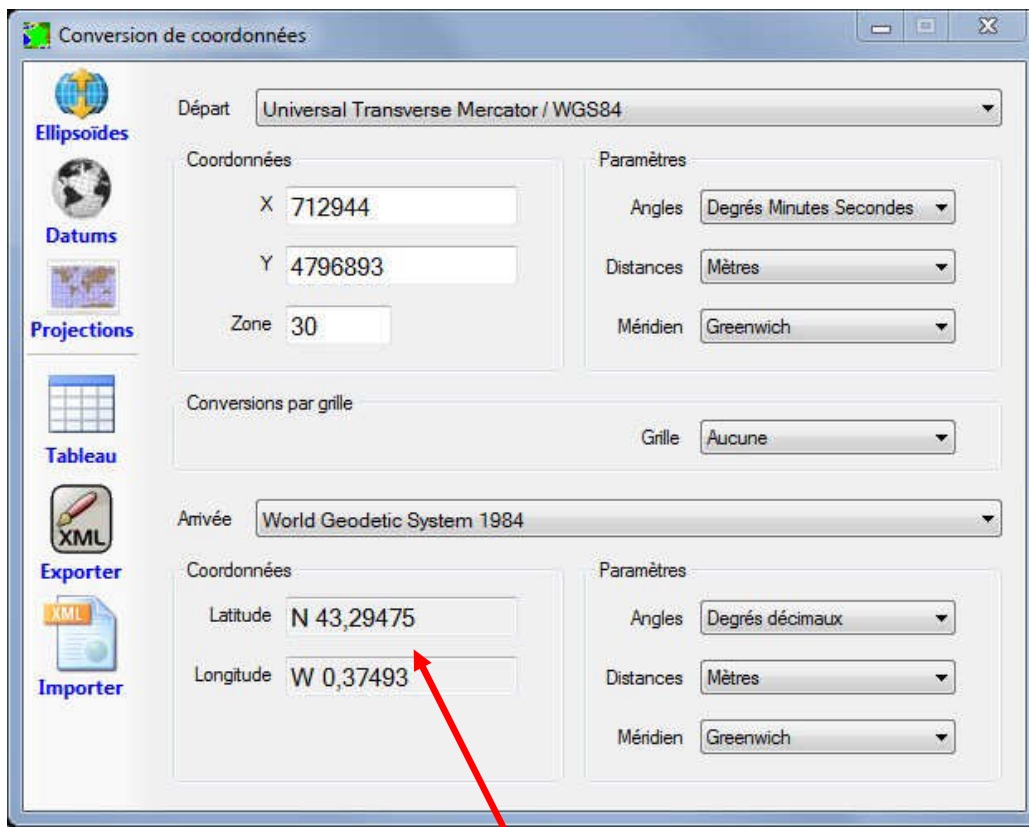 Conversion de coordonnées
Ellipsoïdes
Datums
Projections
Tableau
XML
Exporter
XML
Importer
Départ Universal Transverse Mercator / WGS84
Coordonnées
X 712944
Y 4796893
Zone 30
Paramètres
Angles Degrés Minutes Secondes
Distances Mètres
Méridien Greenwich
Conversions par grille
Grille Aucune
Arrivée World Geodetic System 1984
Coordonnées
Latitude N 43,29475
Longitude W 0,37493
Paramètres
Angles Degrés décimaux
Distances Mètres
Méridien Greenwich